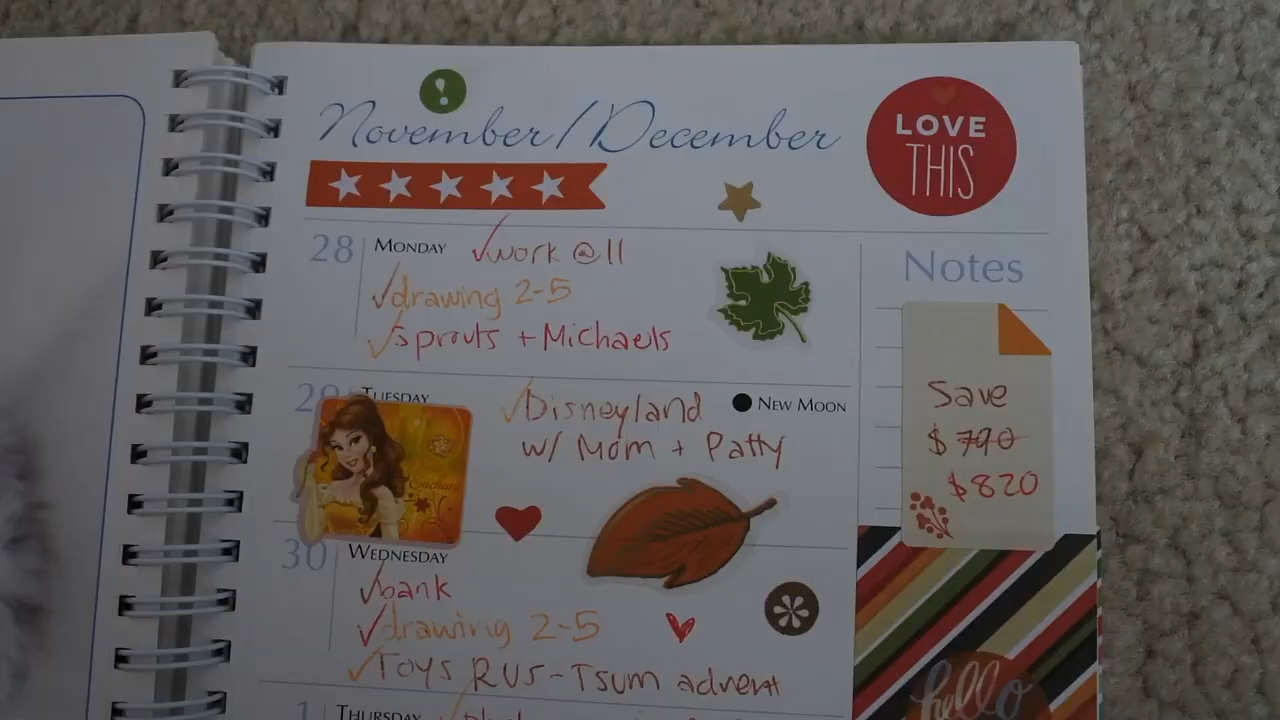 November/December
LOVE
THIS
28 MONDAY ✓work @ 11
✓drawing 2-5
✓sprouts + Michaels
Notes
Save
$790
$820
29 TUESDAY ✓Disneyland
w/ Mom + Patty
NEW MOON
30 WEDNESDAY
✓bank
✓drawing 2-5
✓Toys RUS - Tsum advent
hello
1 THURSDAY